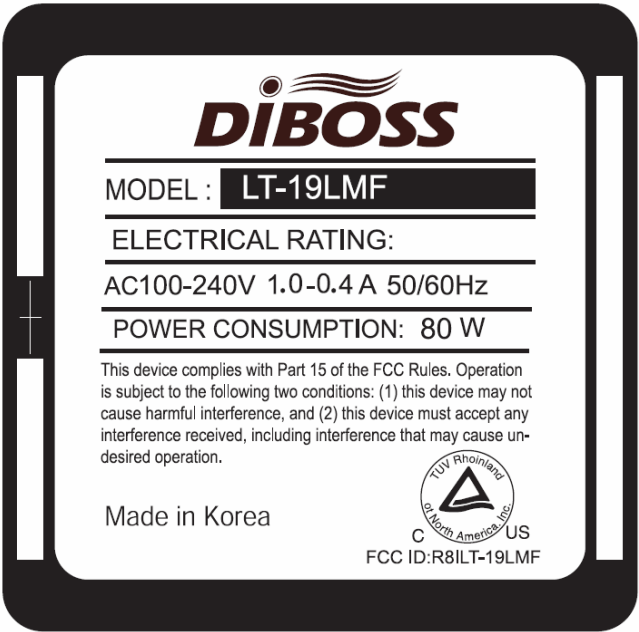 DiBOSS
MODEL : LT-19LMF
ELECTRICAL RATING:
AC100-240V 1.0-0.4 A 50/60Hz
POWER CONSUMPTION: 80 W
This device complies with Part 15 of the FCC Rules. Operation
is subject to the following two conditions: (1) this device may not
cause harmful interference, and (2) this device must accept any
interference received, including interference that may cause un-
desired operation.
TUV Rhoinland
of North America, Inc.
Made in Korea
C US
FCC ID:R8ILT-19LMF